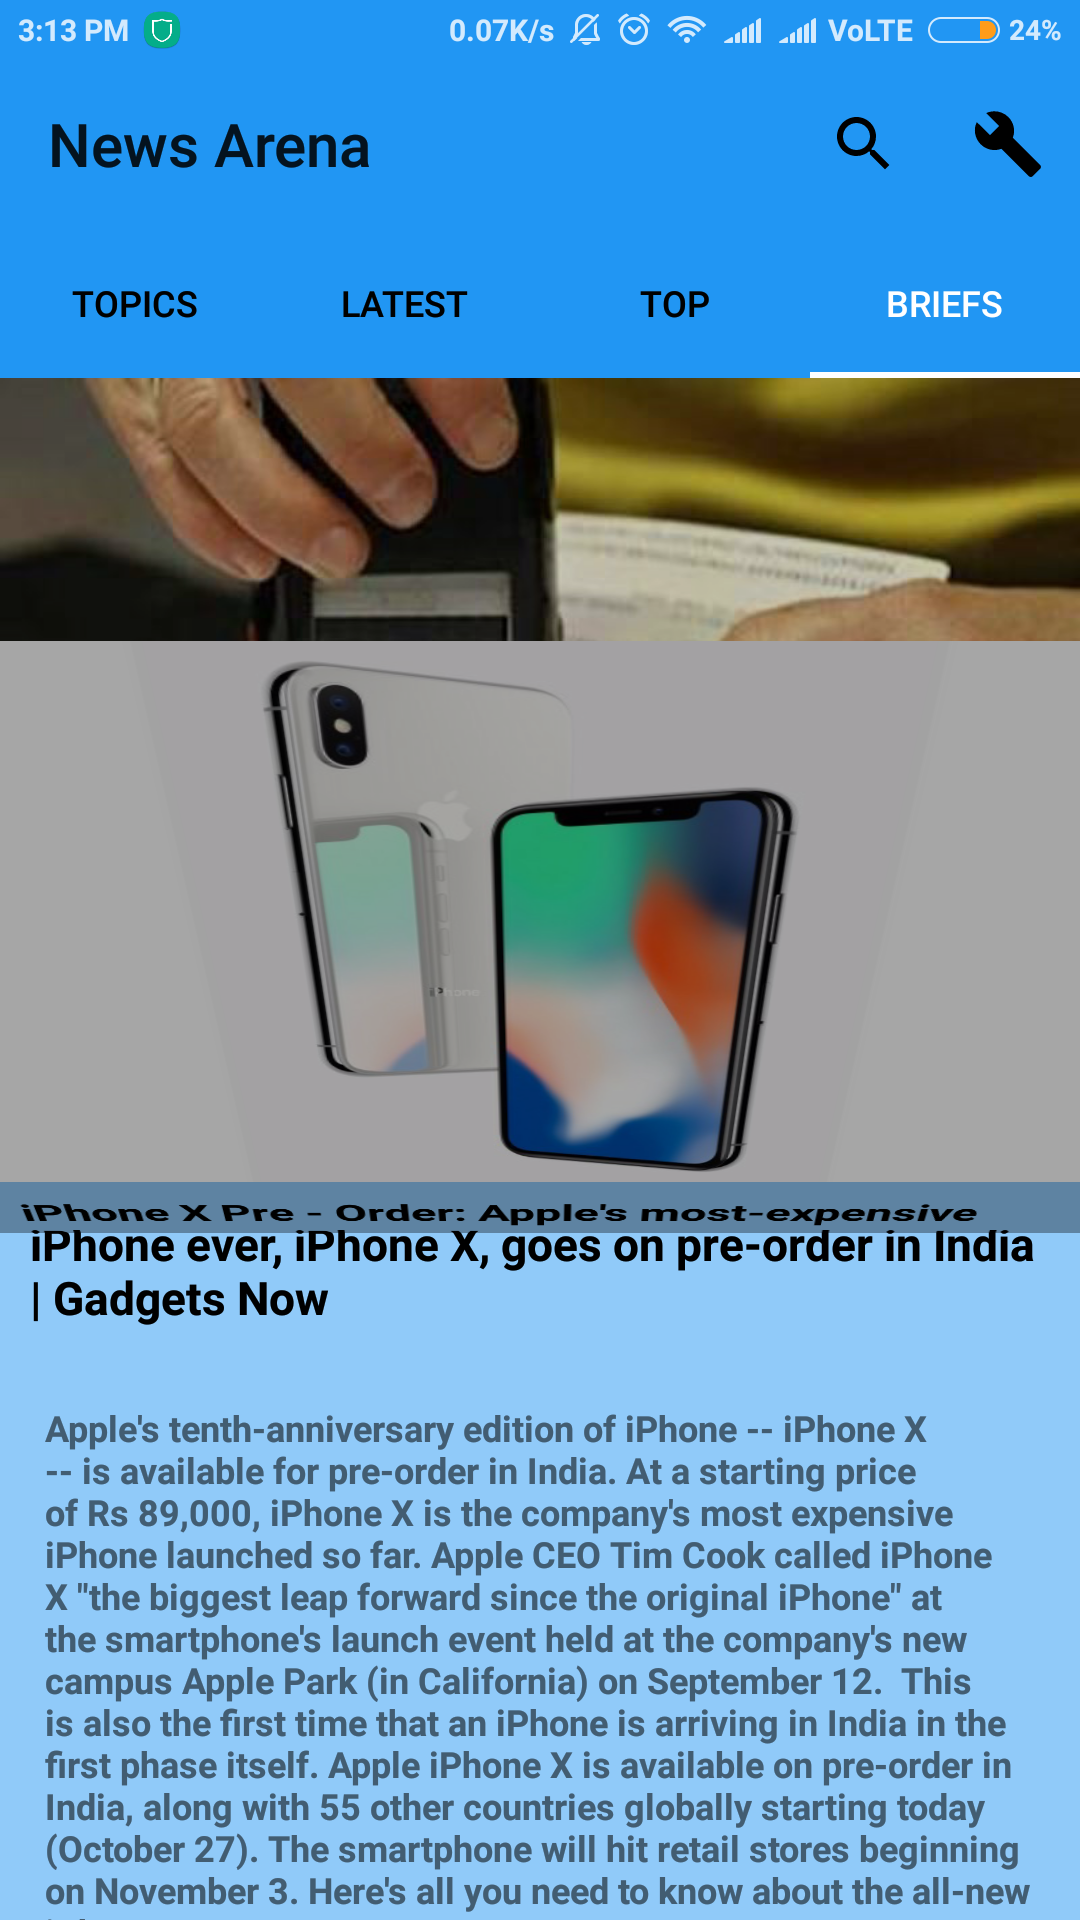 3:13 PM 0.07K/s VoLTE 24%
News Arena
TOPICS LATEST TOP BRIEFS
iPhone
iPhone X Pre - Order: Apple's most-expensive
iPhone ever, iPhone X, goes on pre-order in India
| Gadgets Now
Apple's tenth-anniversary edition of iPhone -- iPhone X
-- is available for pre-order in India. At a starting price
of Rs 89,000, iPhone X is the company's most expensive
iPhone launched so far. Apple CEO Tim Cook called iPhone
X "the biggest leap forward since the original iPhone" at
the smartphone's launch event held at the company's new
campus Apple Park (in California) on September 12.  This
is also the first time that an iPhone is arriving in India in the
first phase itself. Apple iPhone X is available on pre-order in
India, along with 55 other countries globally starting today
(October 27). The smartphone will hit retail stores beginning
on November 3. Here's all you need to know about the all-new